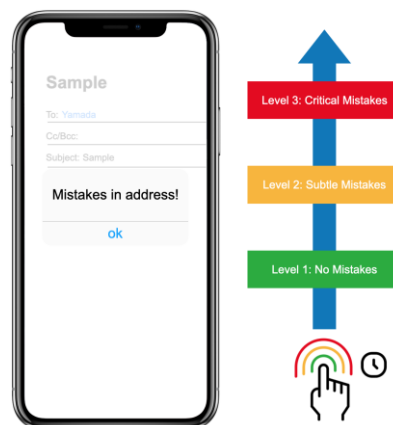 Sample
To: Yamada
Cc/Bcc:
Subject: Sample
Mistakes in address!
ok
Level 3: Critical Mistakes
Level 2: Subtle Mistakes
Level 1: No Mistakes